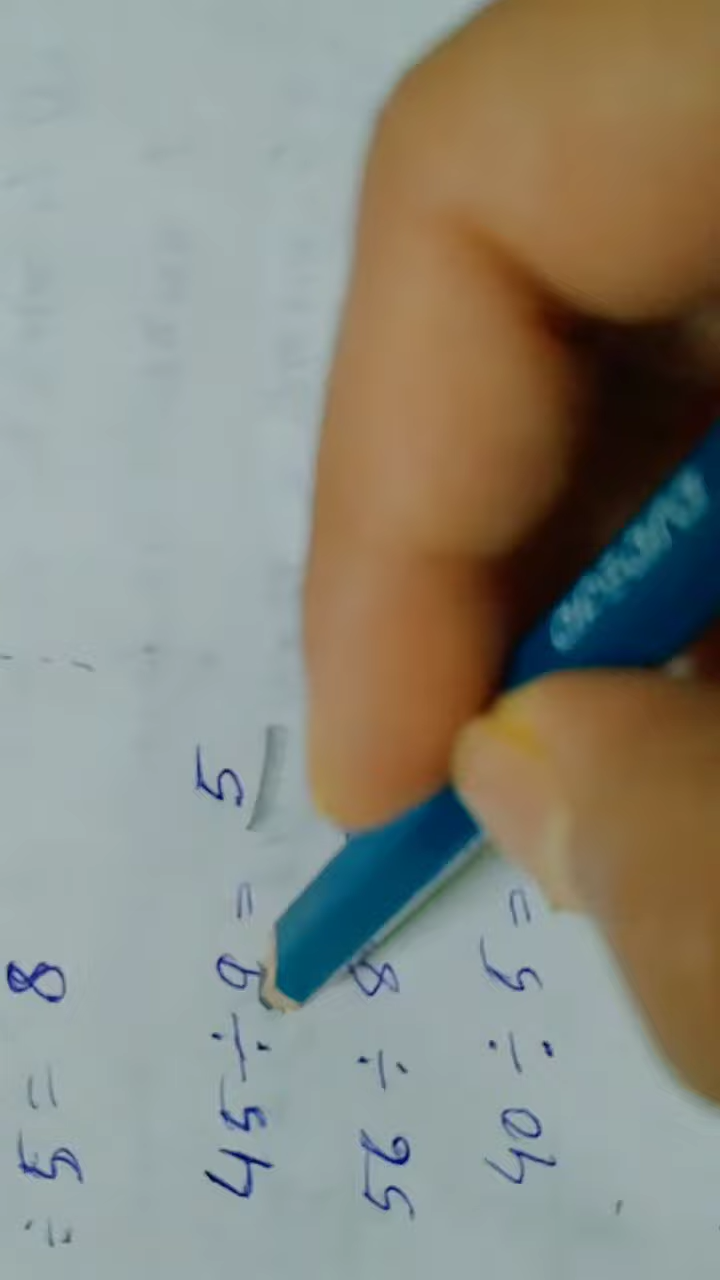 ÷ 5 = 8
45 ÷ 9 = 5
56 ÷ 8
40 ÷ 5 =